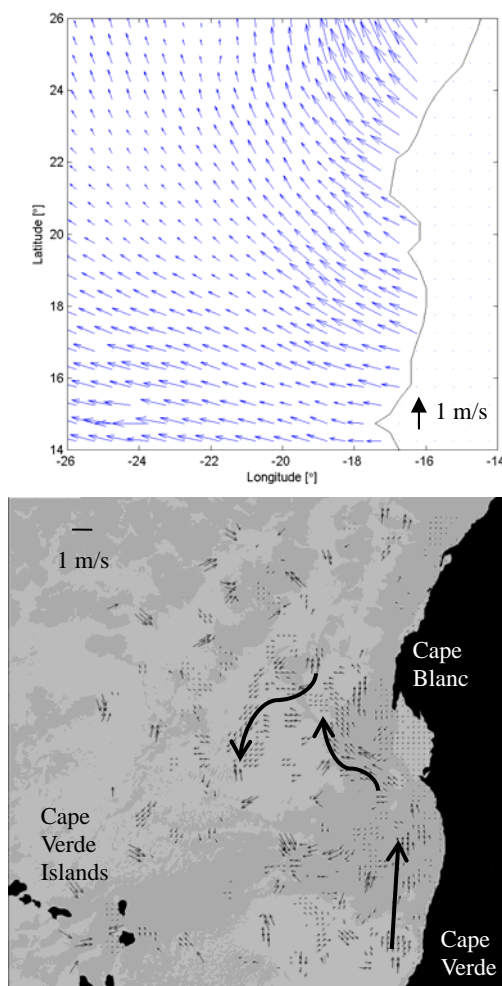 26
24
22
20
18
16
14
Latitude [°]
1 m/s
-26 -24 -22 -20 -18 -16 -14
Longitude [°]
1 m/s
Cape
Blanc
Cape
Verde
Islands
Cape
Verde